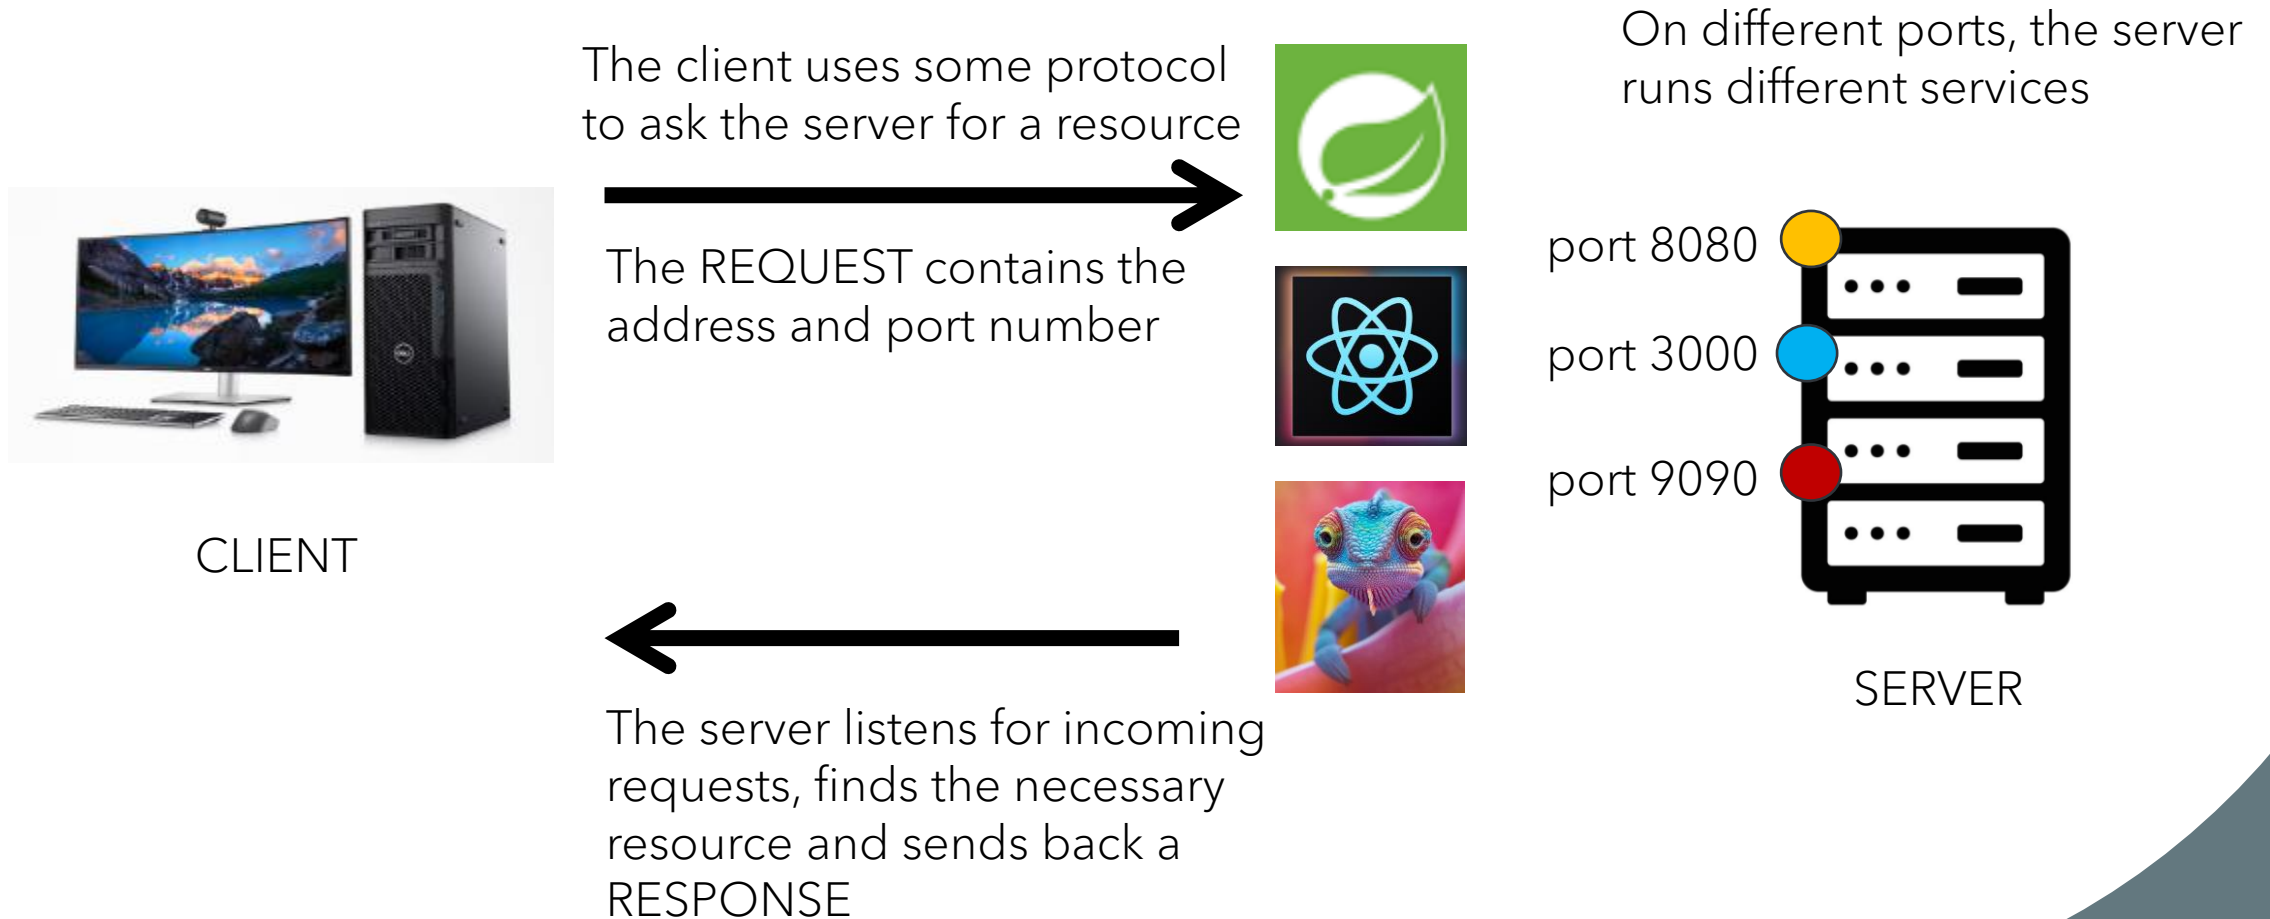 The client uses some protocol
to ask the server for a resource
The REQUEST contains the
address and port number
CLIENT
The server listens for incoming
requests, finds the necessary
resource and sends back a
RESPONSE
On different ports, the server
runs different services
port 8080
port 3000
port 9090
SERVER